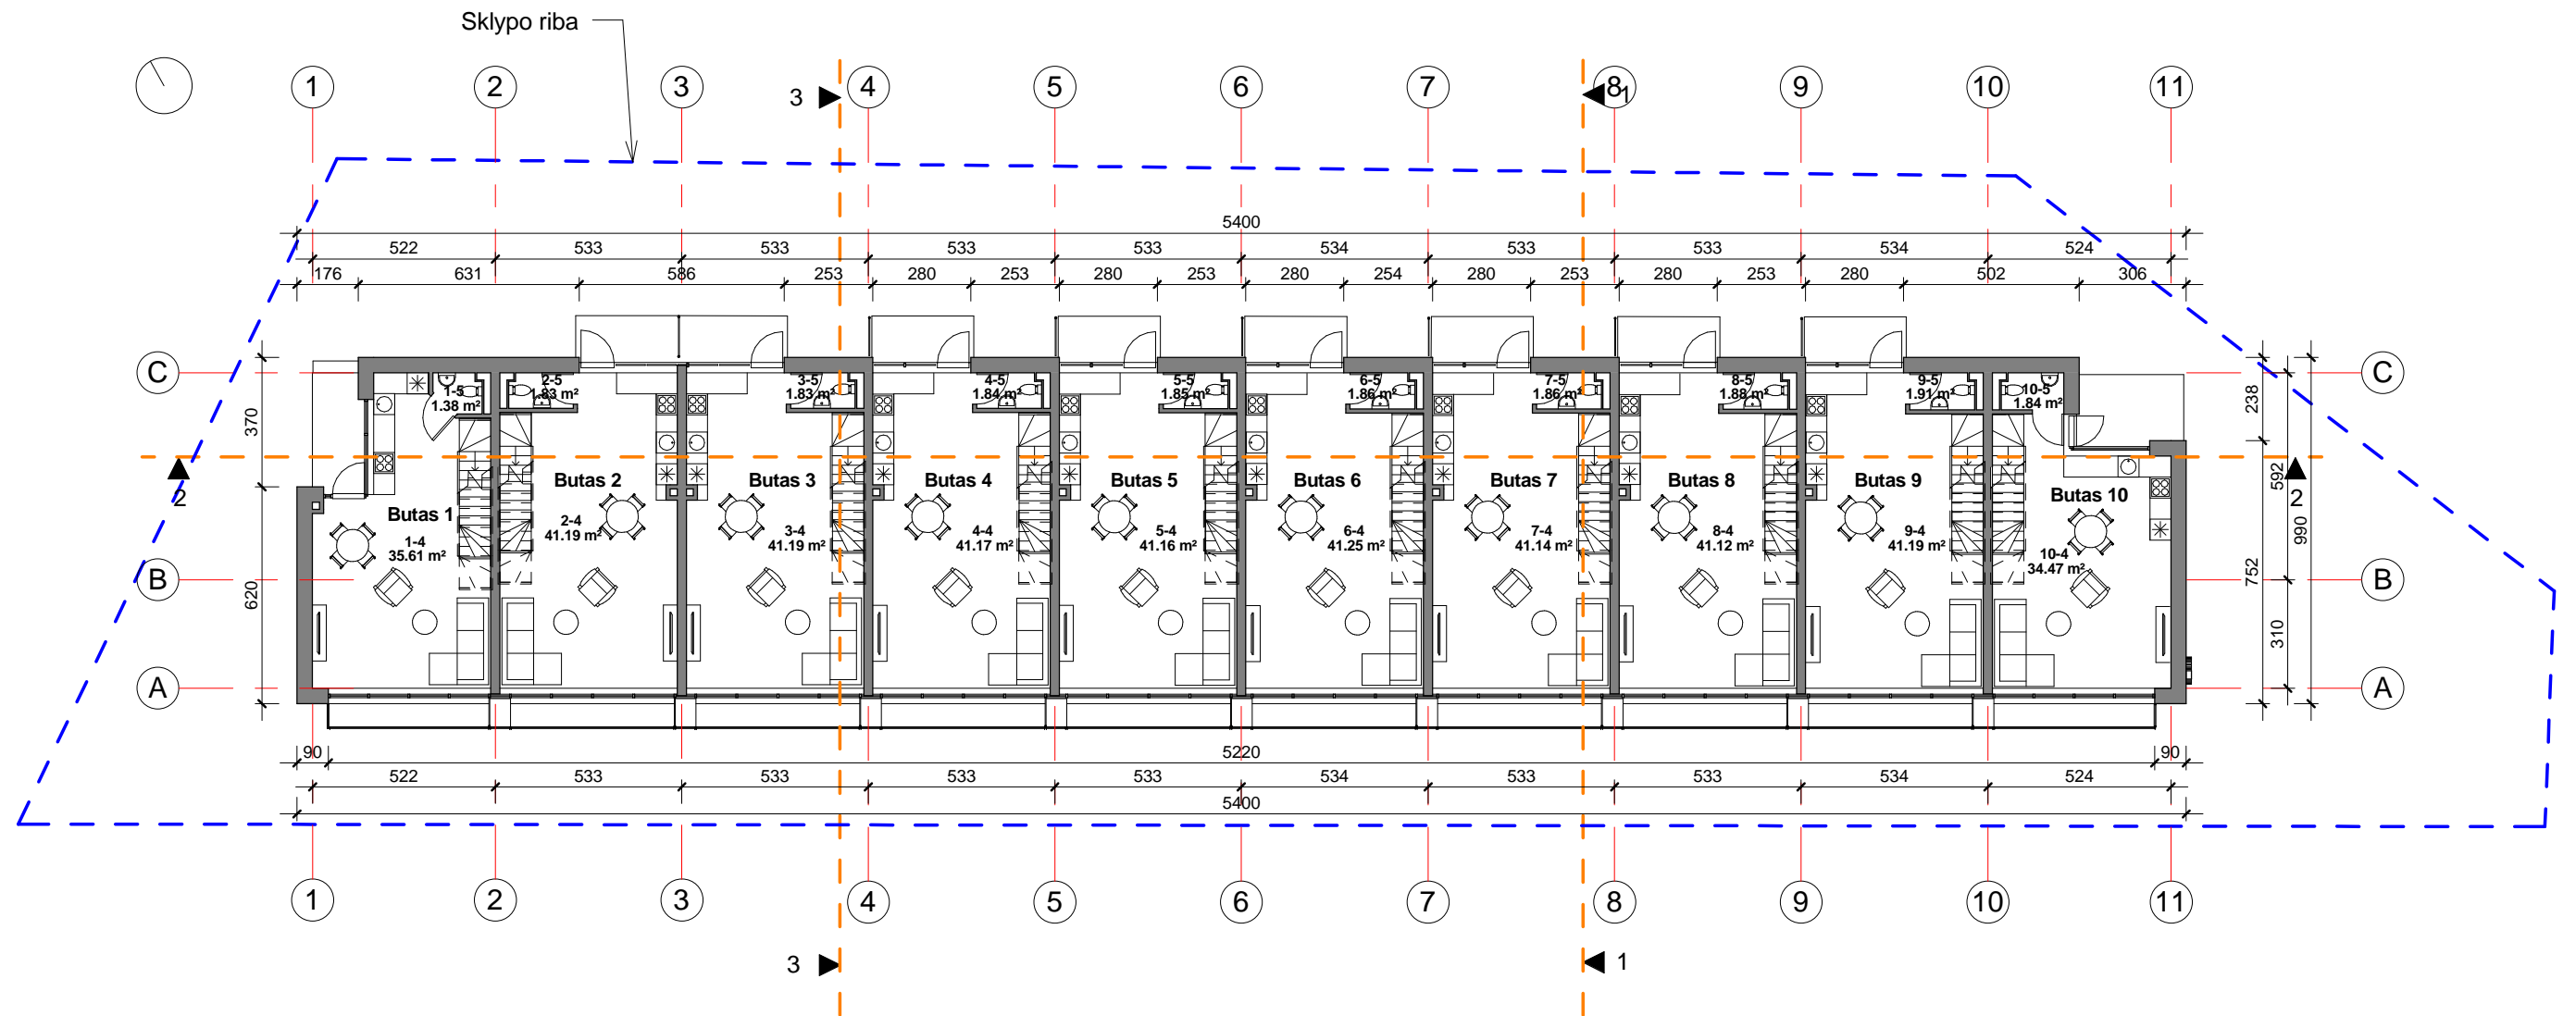 Sklypo riba
1 2 3 4 5 6 7 8 9 10 11
3 1
5400
522 533 533 533 533 534 533 533 534 524
176 631 586 253 280 253 280 253 280 254 280 253 280 253 280 502 306
C C
1-5 2-5 3-5 4-5 5-5 6-5 7-5 8-5 9-5 10-5
1.38 m² 1.83 m² 1.83 m² 1.84 m² 1.85 m² 1.86 m² 1.86 m² 1.88 m² 1.91 m² 1.84 m²
370 238
2 2
592
990
Butas 1 Butas 2 Butas 3 Butas 4 Butas 5 Butas 6 Butas 7 Butas 8 Butas 9 Butas 10
1-4 2-4 3-4 4-4 5-4 6-4 7-4 8-4 9-4 10-4
35.61 m² 41.19 m² 41.19 m² 41.17 m² 41.16 m² 41.25 m² 41.14 m² 41.12 m² 41.19 m² 34.47 m²
B B
620 752
310
A A
90 5220 90
522 533 533 533 533 534 533 533 534 524
5400
1 2 3 4 5 6 7 8 9 10 11
3 1